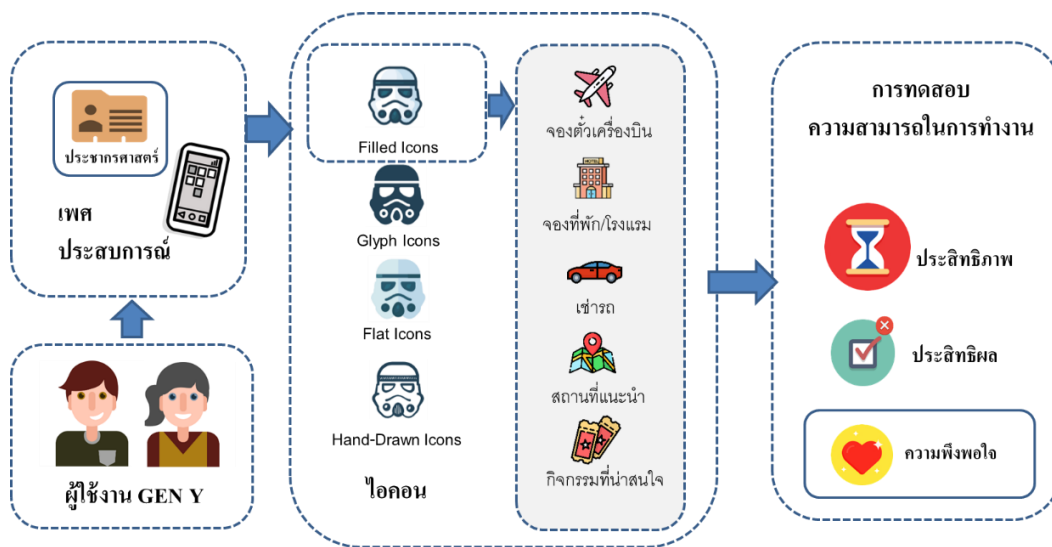 ประชากรศาสตร์
เพศ
ประสบการณ์
ผู้ใช้งาน GEN Y
Filled Icons
Glyph Icons
Flat Icons
Hand-Drawn Icons
ไอคอน
จองตั๋วเครื่องบิน
HOTEL
จองที่พัก/โรงแรม
เช่ารถ
สถานที่แนะนำ
กิจกรรมที่น่าสนใจ
การทดสอบ
ความสามารถในการทำงาน
ประสิทธิภาพ
ประสิทธิผล
ความพึงพอใจ